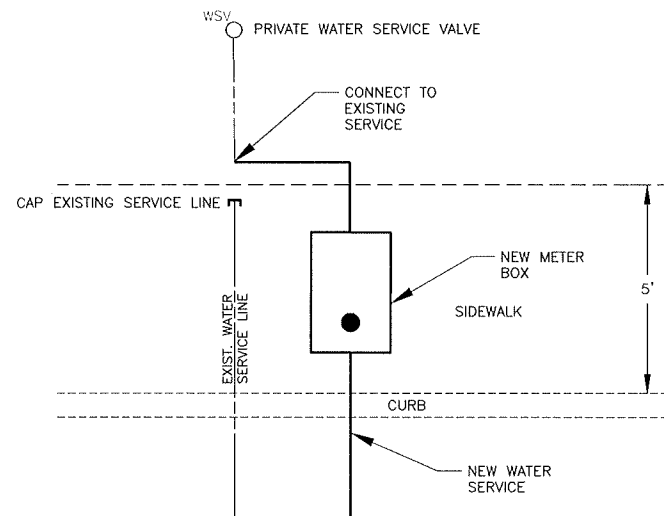 WSV
PRIVATE WATER SERVICE VALVE
CONNECT TO
EXISTING
SERVICE
CAP EXISTING SERVICE LINE
NEW METER
BOX
SIDEWALK
5'
EXIST. WATER
SERVICE LINE
CURB
NEW WATER
SERVICE